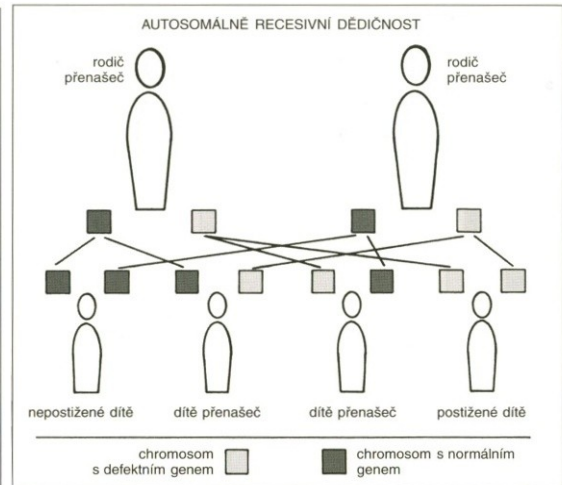 AUTOSOMÁLNĚ RECESIVNÍ DĚDIČNOST
rodič
přenašeč
rodič
přenašeč
nepostižené dítě
dítě přenašeč
dítě přenašeč
postižené dítě
chromosom
s defektním genem
chromosom s normálním
genem